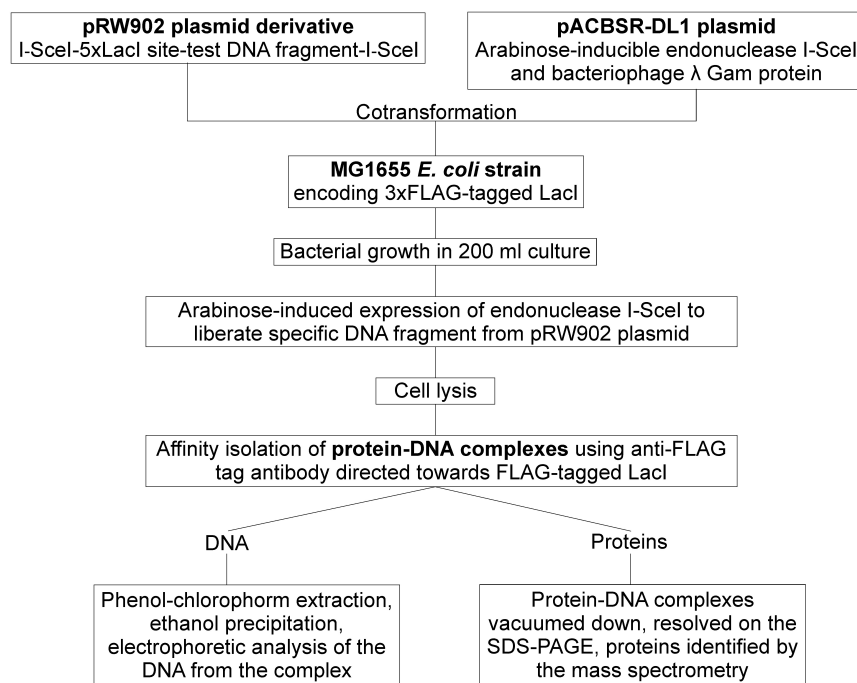 pRW902 plasmid derivative
I-SceI-5xLacI site-test DNA fragment-I-SceI
pACBSR-DL1 plasmid
Arabinose-inducible endonuclease I-SceI
and bacteriophage λ Gam protein
Cotransformation
MG1655 E. coli strain
encoding 3xFLAG-tagged LacI
Bacterial growth in 200 ml culture
Arabinose-induced expression of endonuclease I-SceI to
liberate specific DNA fragment from pRW902 plasmid
Cell lysis
Affinity isolation of protein-DNA complexes using anti-FLAG
tag antibody directed towards FLAG-tagged LacI
DNA
Proteins
Phenol-chlorophorm extraction,
ethanol precipitation,
electrophoretic analysis of the
DNA from the complex
Protein-DNA complexes
vacuumed down, resolved on the
SDS-PAGE, proteins identified by
the mass spectrometry